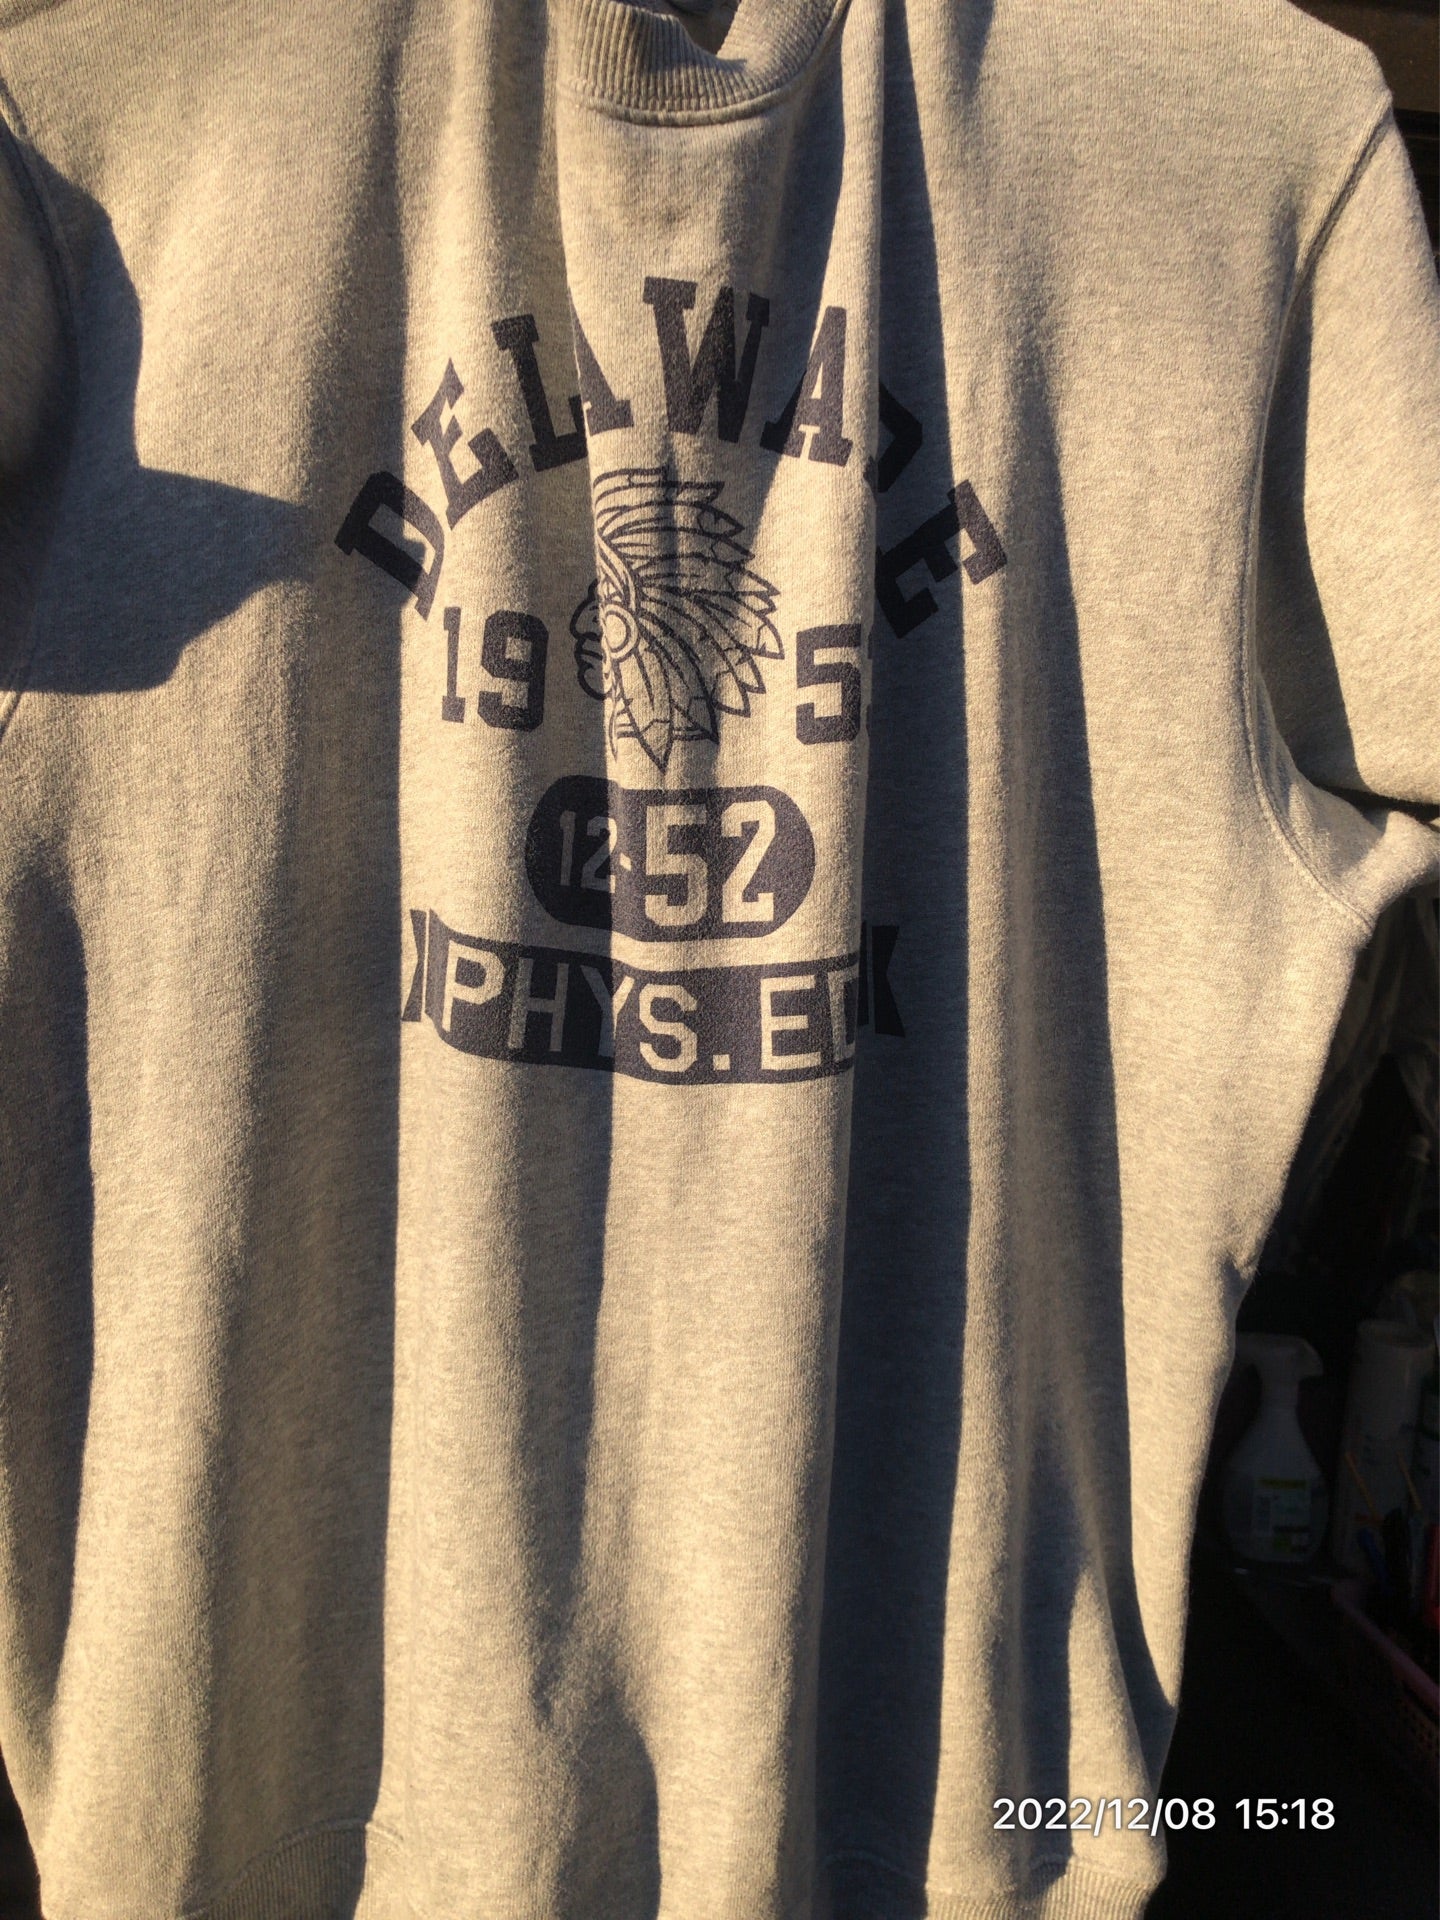 DELAWARE
19 5
12-52
PHYS. ED
2022/12/08 15:18